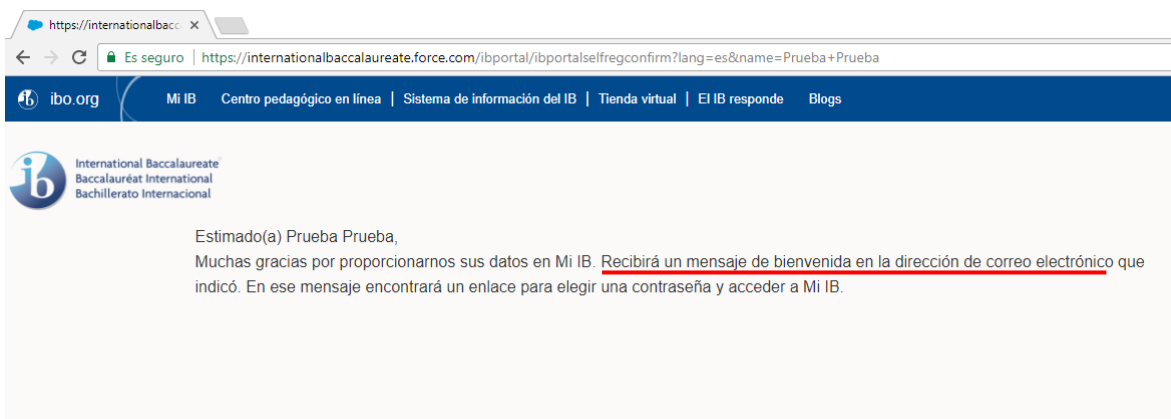 https://internationalbacc
Es seguro | https://internationalbaccalaureate.force.com/ibportal/ibportalselfregconfirm?lang=es&name=Prueba+Prueba
ibo.org Mi IB Centro pedagógico en línea | Sistema de información del IB | Tienda virtual | El IB responde Blogs
International Baccalaureate
Baccalauréat International
Bachillerato Internacional
Estimado(a) Prueba Prueba,
Muchas gracias por proporcionarnos sus datos en Mi IB. Recibirá un mensaje de bienvenida en la dirección de correo electrónico que
indicó. En ese mensaje encontrará un enlace para elegir una contraseña y acceder a Mi IB.